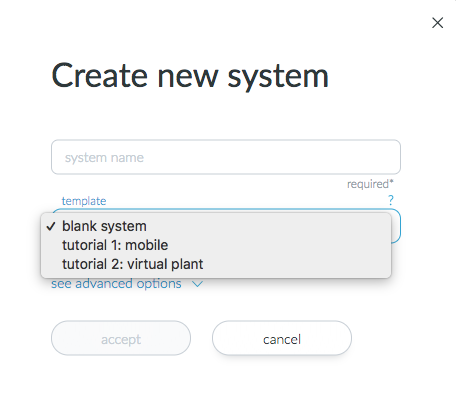 Create new system
system name
required*
template ?
✓ blank system
tutorial 1: mobile
tutorial 2: virtual plant
see advanced options
accept cancel